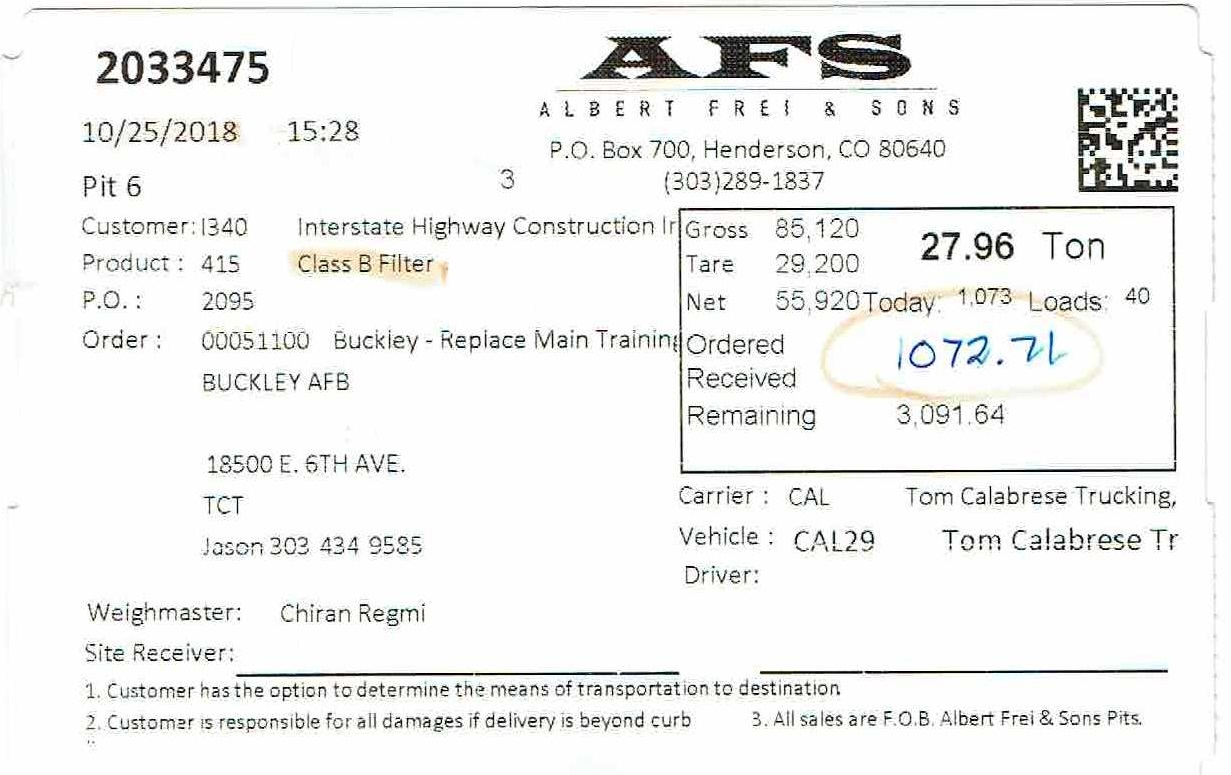 2033475
AFS
ALBERT FREI & SONS
10/25/2018 15:28
P.O. Box 700, Henderson, CO 80640
Pit 6 3 (303)289-1837
Customer: I340 Interstate Highway Construction Ir
Product : 415 Class B Filter
P.O. : 2095
Order : 00051100 Buckley - Replace Main Training
BUCKLEY AFB
18500 E. 6TH AVE.
TCT
Jason 303 434 9585
Gross 85,120 27.96 Ton
Tare 29,200
Net 55,920 Today: 1,073 Loads: 40
Ordered 1072.71
Received
Remaining 3,091.64
Carrier : CAL Tom Calabrese Trucking,
Vehicle : CAL29 Tom Calabrese Tr
Driver:
Weighmaster: Chiran Regmi
Site Receiver:
1. Customer has the option to determine the means of transportation to destination
2. Customer is responsible for all damages if delivery is beyond curb 3. All sales are F.O.B. Albert Frei & Sons Pits.